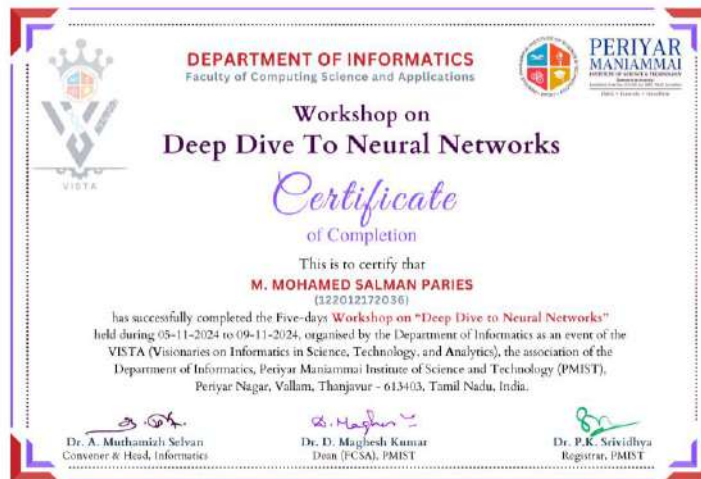 DEPARTMENT OF INFORMATICS
Faculty of Computing Science and Applications
PERIYAR
MANIAMMAI
INSTITUTE OF SCIENCE & TECHNOLOGY
VISTA
Workshop on
Deep Dive To Neural Networks
Certificate
of Completion
This is to certify that
M. MOHAMED SALMAN PARIES
(122012172036)
has successfully completed the Five-days Workshop on "Deep Dive to Neural Networks"
held during 05-11-2024 to 09-11-2024, organised by the Department of Informatics as an event of the
VISTA (Visionaries on Informatics in Science, Technology, and Analytics), the association of the
Department of Informatics, Periyar Maniammai Institute of Science and Technology (PMIST),
Periyar Nagar, Vallam, Thanjavur - 613403, Tamil Nadu, India.
Dr. A. Muthamizh Selvan
Convener & Head, Informatics
Dr. D. Maghesh Kumar
Dean (FCSA), PMIST
Dr. P.K. Srividhya
Registrar, PMIST